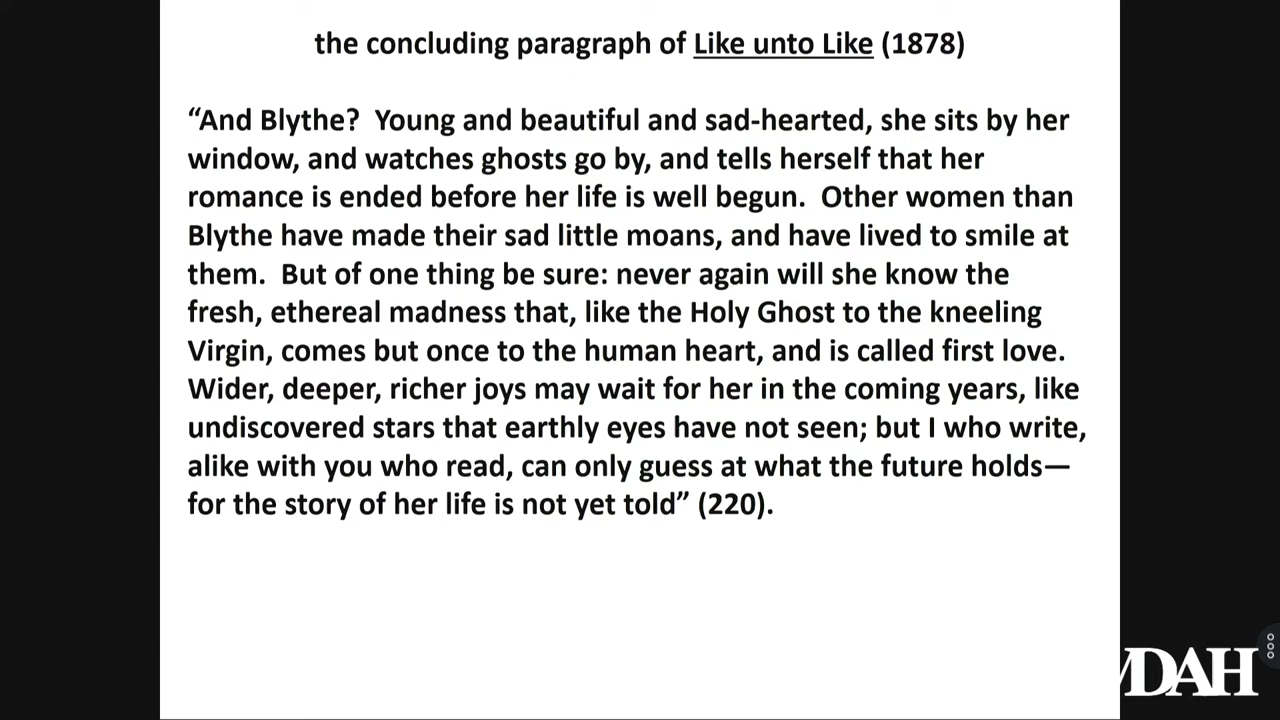 the concluding paragraph of Like unto Like (1878)
“And Blythe?  Young and beautiful and sad-hearted, she sits by her
window, and watches ghosts go by, and tells herself that her
romance is ended before her life is well begun.  Other women than
Blythe have made their sad little moans, and have lived to smile at
them.  But of one thing be sure: never again will she know the
fresh, ethereal madness that, like the Holy Ghost to the kneeling
Virgin, comes but once to the human heart, and is called first love.
Wider, deeper, richer joys may wait for her in the coming years, like
undiscovered stars that earthly eyes have not seen; but I who write,
alike with you who read, can only guess at what the future holds—
for the story of her life is not yet told” (220).
DAH